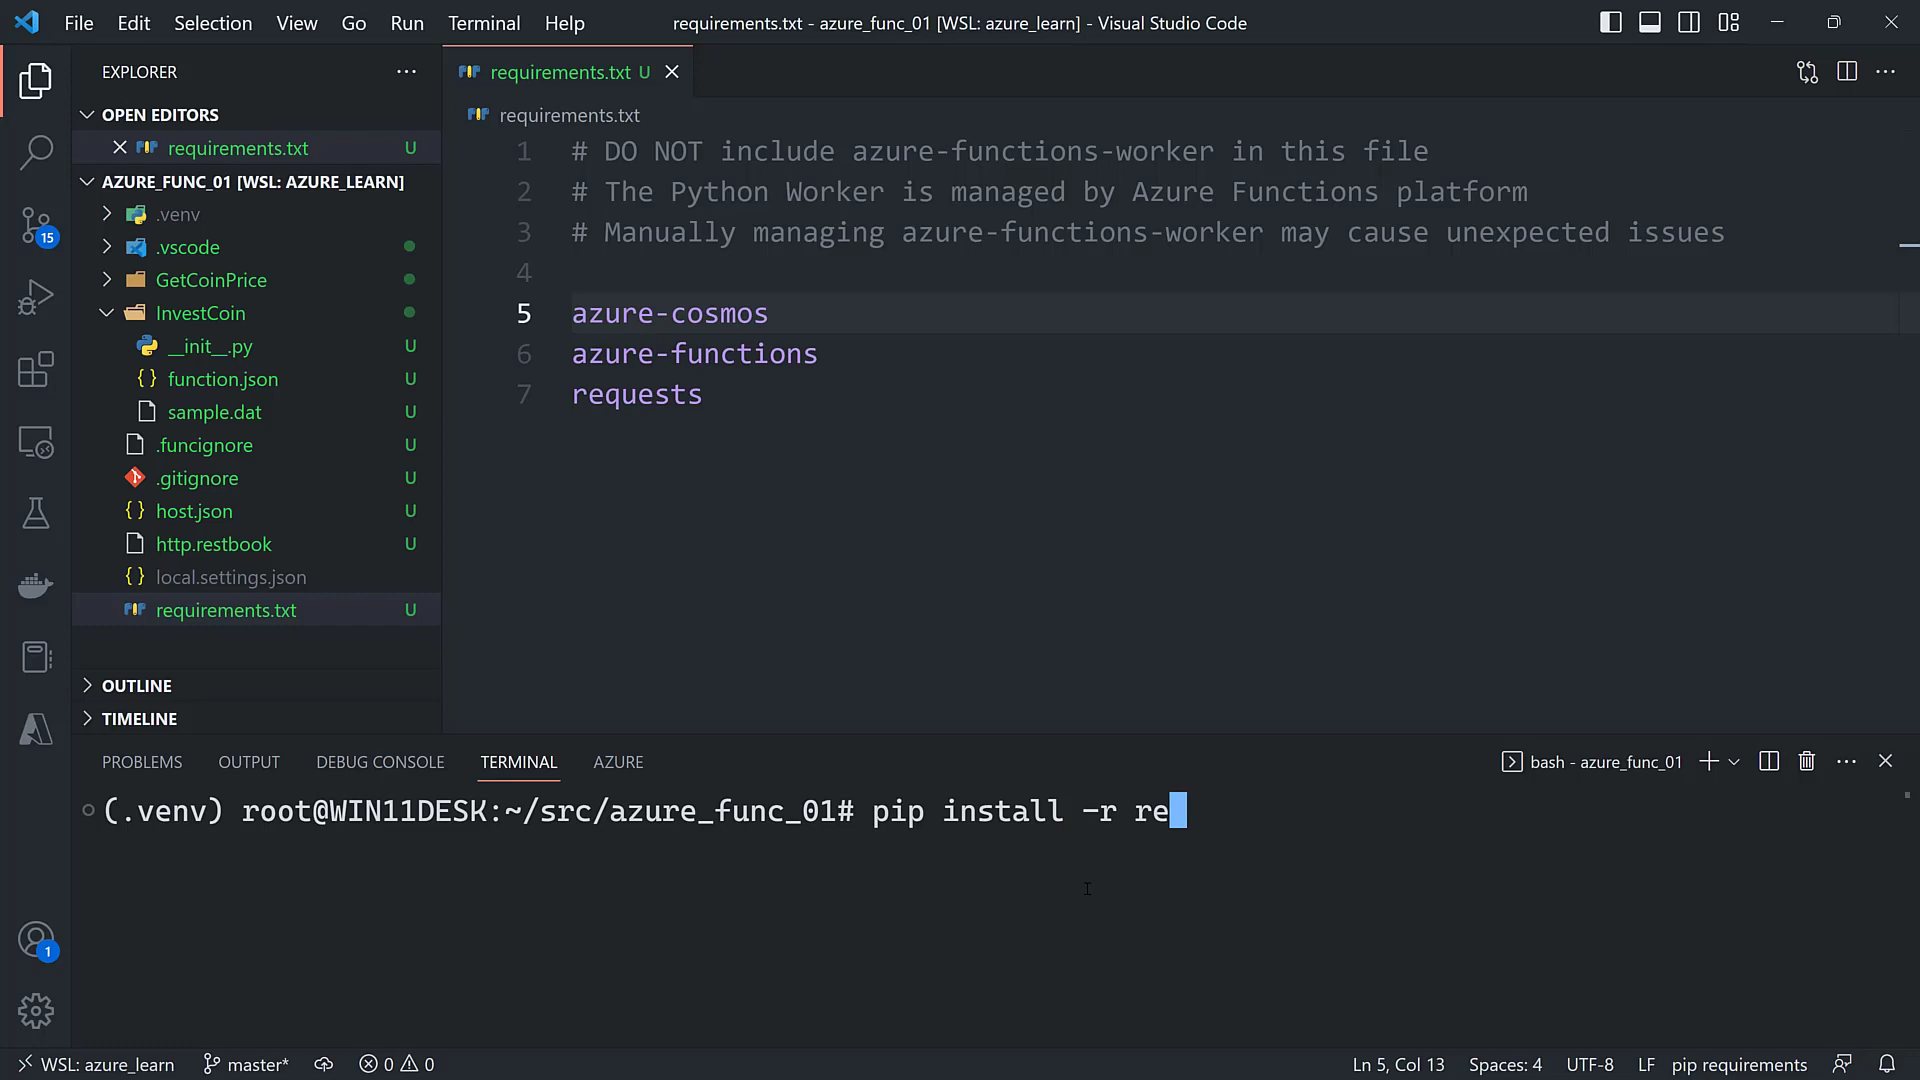 File Edit Selection View Go Run Terminal Help
requirements.txt - azure_func_01 [WSL: azure_learn] - Visual Studio Code
EXPLORER
OPEN EDITORS
requirements.txt U
AZURE_FUNC_01 [WSL: AZURE_LEARN]
.venv
.vscode
GetCoinPrice
InvestCoin
__init__.py U
function.json U
sample.dat U
.funcignore U
.gitignore U
host.json U
http.restbook U
local.settings.json
requirements.txt U
OUTLINE
TIMELINE
15
1
requirements.txt U
requirements.txt
1 # DO NOT include azure-functions-worker in this file
2 # The Python Worker is managed by Azure Functions platform
3 # Manually managing azure-functions-worker may cause unexpected issues
4
5 azure-cosmos
6 azure-functions
7 requests
PROBLEMS OUTPUT DEBUG CONSOLE TERMINAL AZURE
bash - azure_func_01
(.venv) root@WIN11DESK:~/src/azure_func_01# pip install -r re
WSL: azure_learn master* 0 0
Ln 5, Col 13 Spaces: 4 UTF-8 LF pip requirements